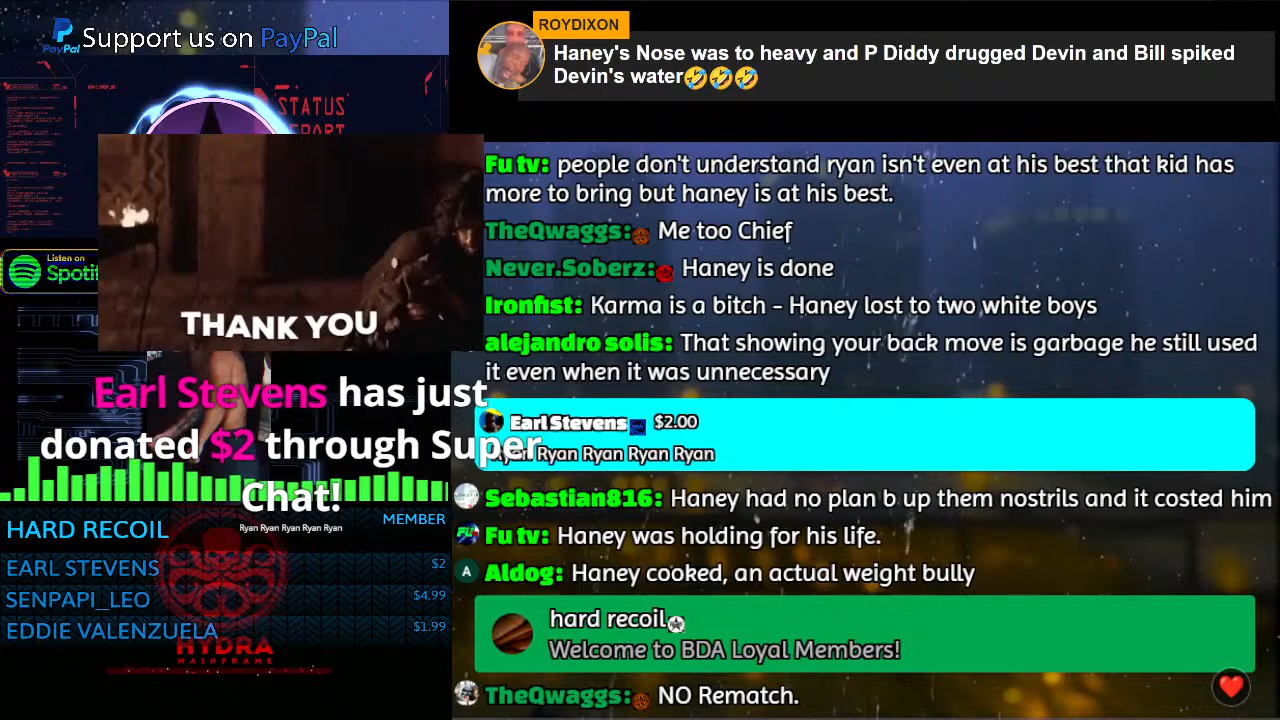 PayPal Support us on PayPal
ROYDIXON
Haney's Nose was to heavy and P Diddy drugged Devin and Bill spiked
Devin's water🤣🤣🤣
STATUS
Listen on
Spotif
THANK YOU
Earl Stevens has just
donated $2 through Super
Chat!
Ryan Ryan Ryan Ryan Ryan
HARD RECOIL MEMBER
EARL STEVENS $2
SENPAPI_LEO $4.99
EDDIE VALENZUELA $1.99
HYDRA
MAINFRAME
Fu tv: people don't understand ryan isn't even at his best that kid has
more to bring but haney is at his best.
TheQwaggs: Me too Chief
Never.Soberz: Haney is done
Ironfist: Karma is a bitch - Haney lost to two white boys
alejandro solis: That showing your back move is garbage he still used
it even when it was unnecessary
Earl Stevens $2.00
Ryan Ryan Ryan Ryan Ryan
Sebastian816: Haney had no plan b up them nostrils and it costed him
Fu tv: Haney was holding for his life.
A Aldog: Haney cooked, an actual weight bully
hard recoil
Welcome to BDA Loyal Members!
TheQwaggs: NO Rematch.